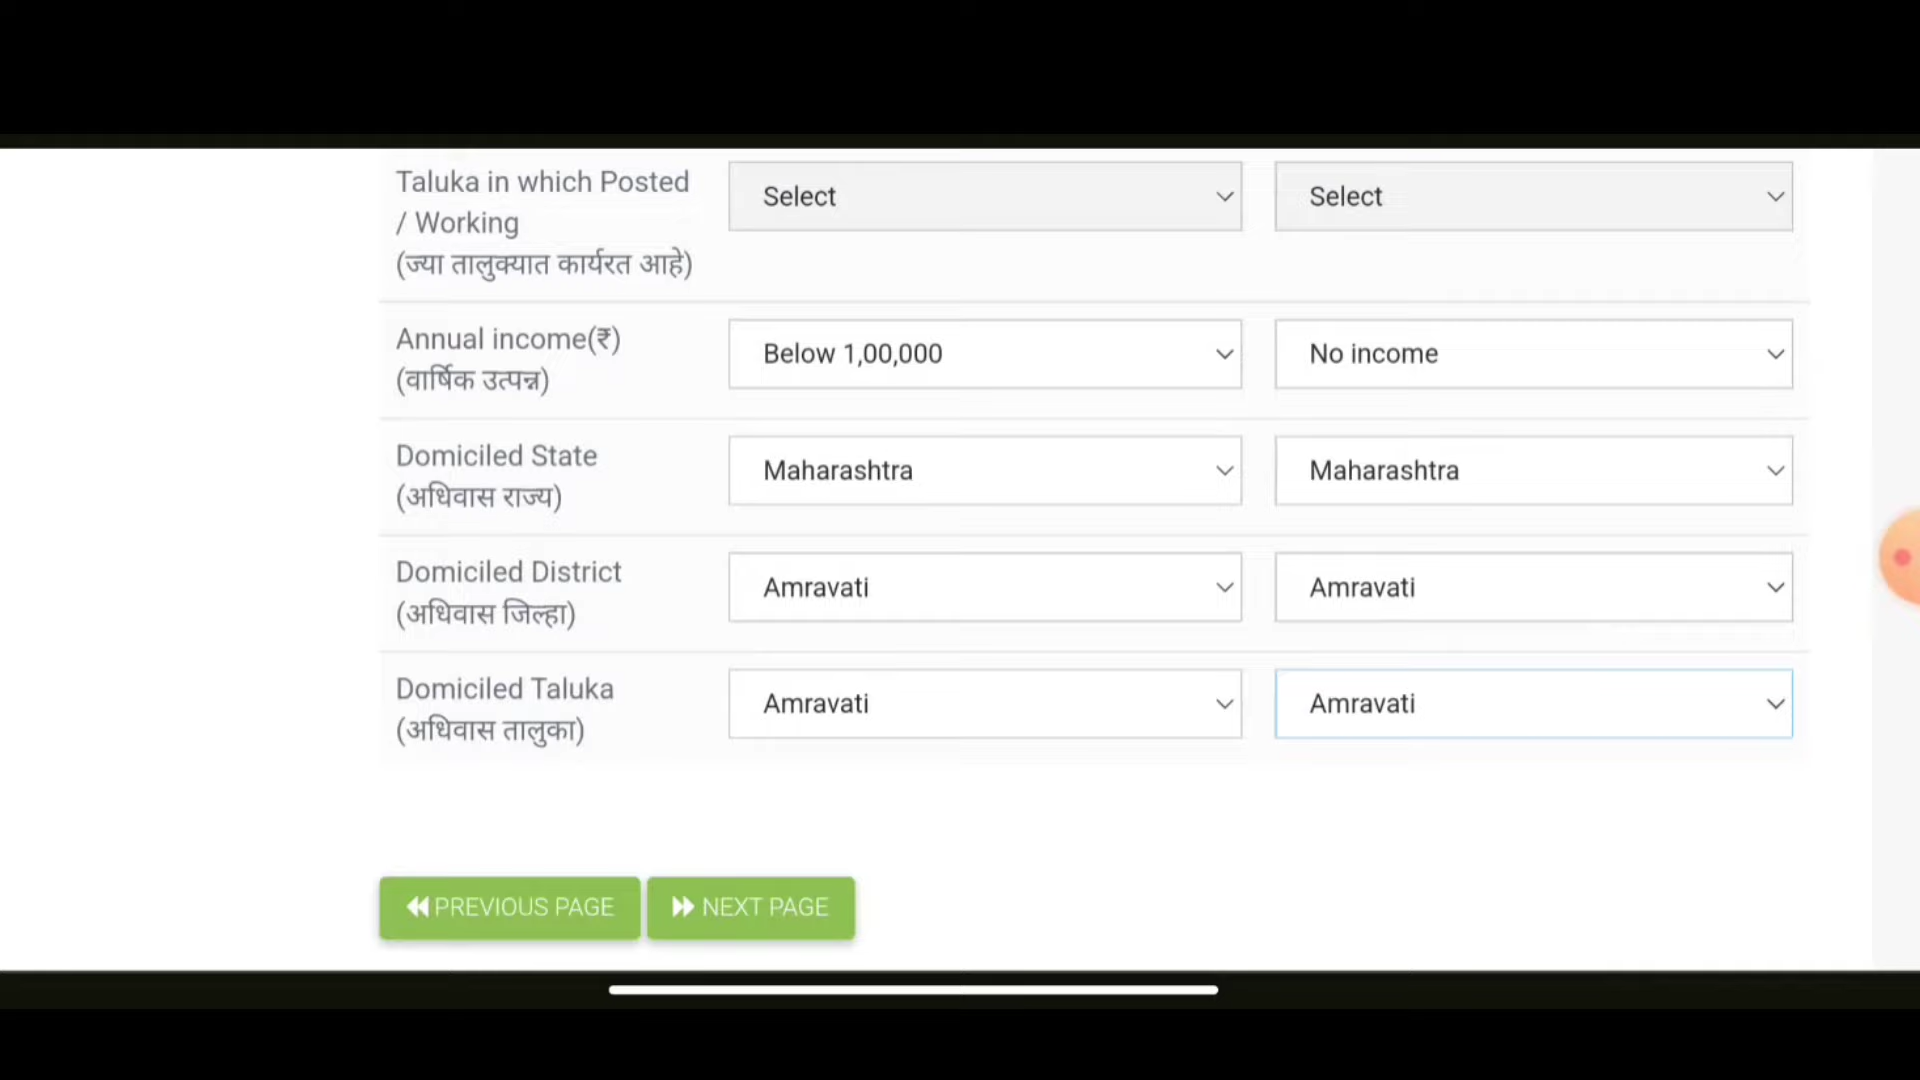 Taluka in which Posted Select Select
/ Working
(ज्या तालुक्यात कार्यरत आहे)
Annual income(₹) Below 1,00,000 No income
(वार्षिक उत्पन्न)
Domiciled State Maharashtra Maharashtra
(अधिवास राज्य)
Domiciled District Amravati Amravati
(अधिवास जिल्हा)
Domiciled Taluka Amravati Amravati
(अधिवास तालुका)
PREVIOUS PAGE NEXT PAGE